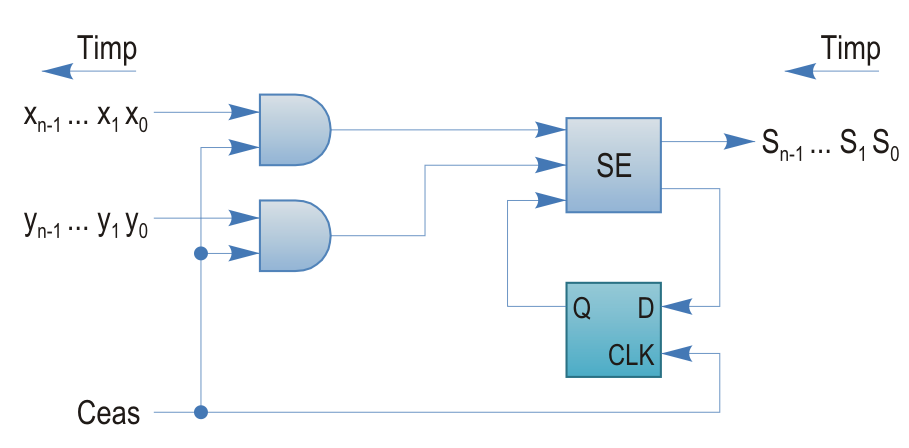 Timp
Timp
xₙ₋₁ ... x₁ x₀
SE
Sₙ₋₁ ... S₁ S₀
yₙ₋₁ ... y₁ y₀
Q D
CLK
Ceas